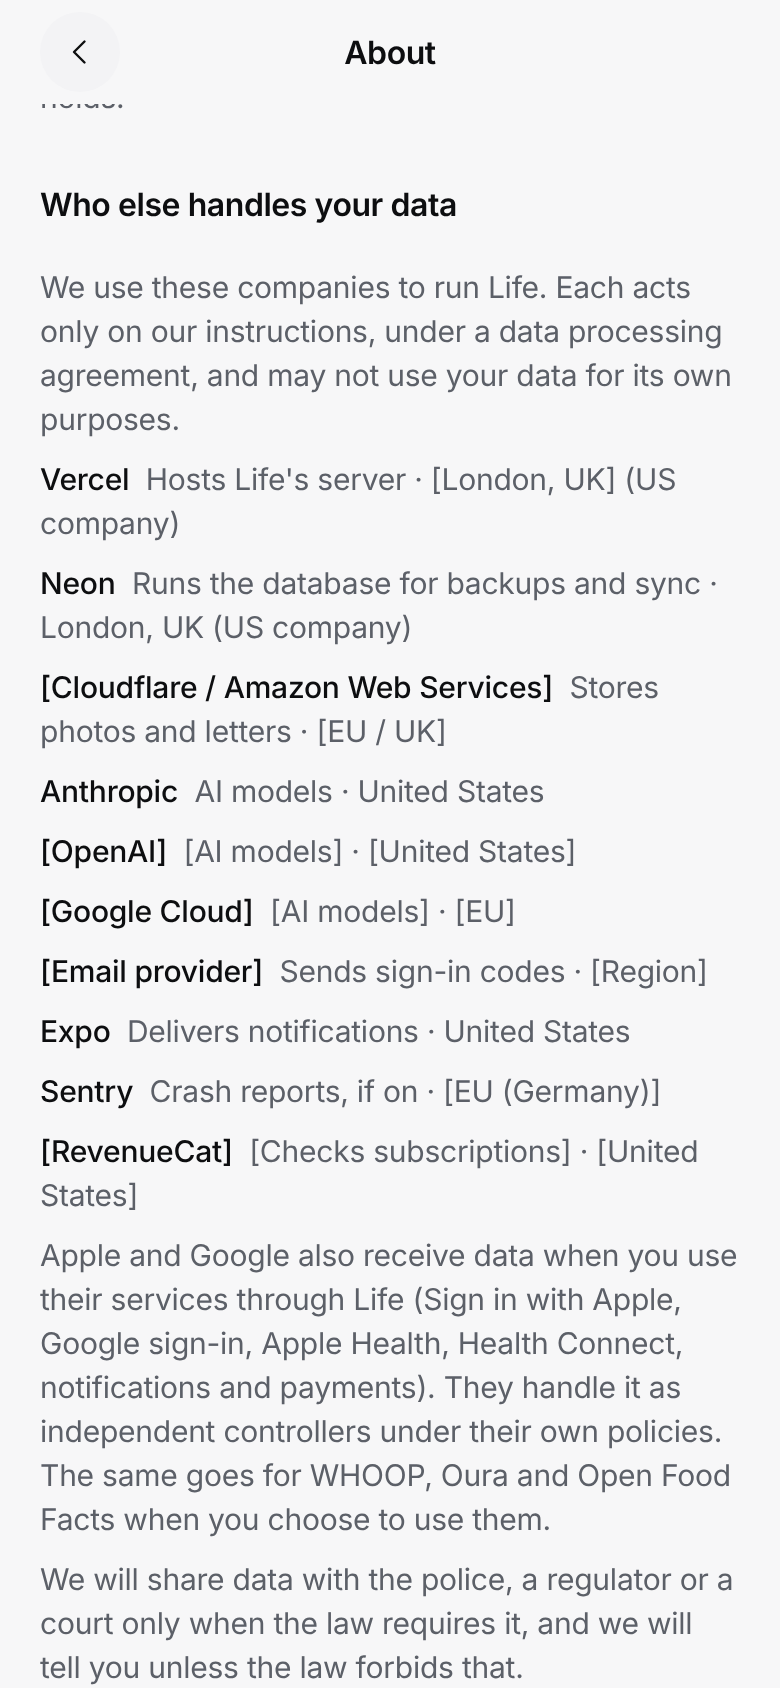 About
holds.
Who else handles your data
We use these companies to run Life. Each acts
only on our instructions, under a data processing
agreement, and may not use your data for its own
purposes.
Vercel Hosts Life's server · [London, UK] (US
company)
Neon Runs the database for backups and sync ·
London, UK (US company)
[Cloudflare / Amazon Web Services] Stores
photos and letters · [EU / UK]
Anthropic AI models · United States
[OpenAI] [AI models] · [United States]
[Google Cloud] [AI models] · [EU]
[Email provider] Sends sign-in codes · [Region]
Expo Delivers notifications · United States
Sentry Crash reports, if on · [EU (Germany)]
[RevenueCat] [Checks subscriptions] · [United
States]
Apple and Google also receive data when you use
their services through Life (Sign in with Apple,
Google sign-in, Apple Health, Health Connect,
notifications and payments). They handle it as
independent controllers under their own policies.
The same goes for WHOOP, Oura and Open Food
Facts when you choose to use them.
We will share data with the police, a regulator or a
court only when the law requires it, and we will
tell you unless the law forbids that.